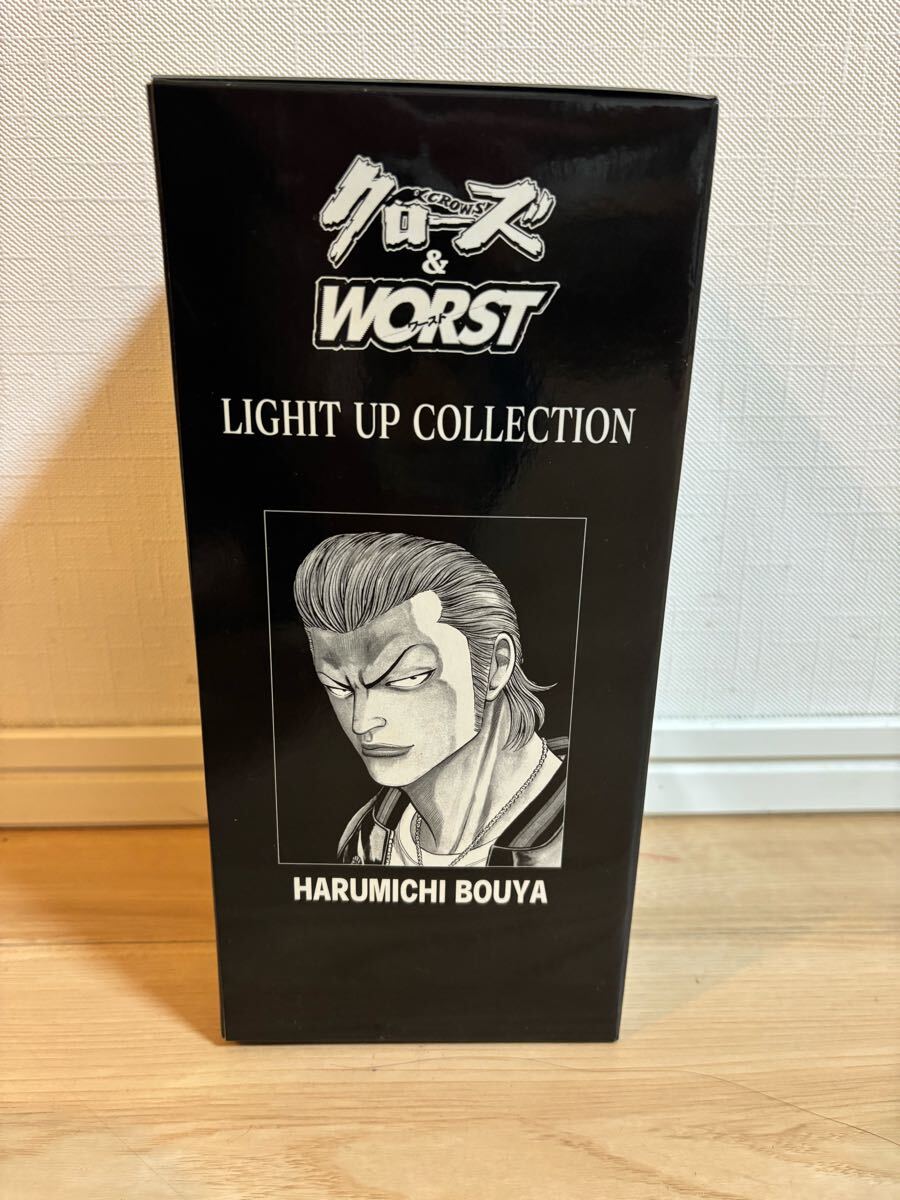 クローズ
CROWS
&
WORST
ワースト
LIGHIT UP COLLECTION
HARUMICHI BOUYA